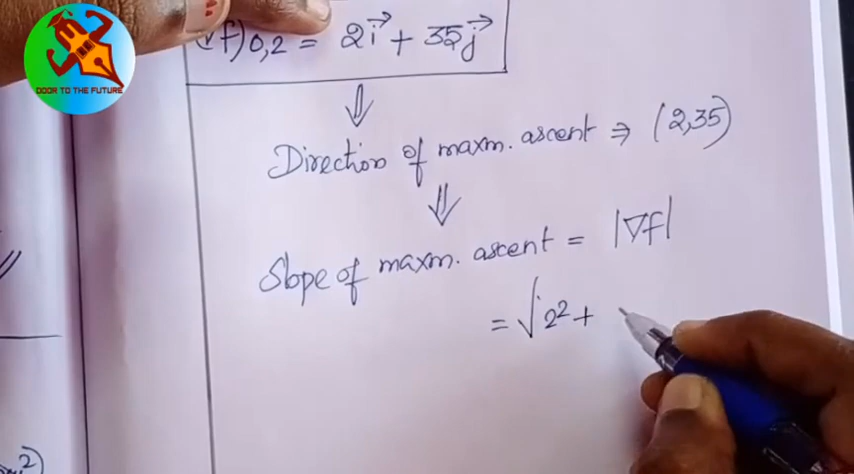 DOOR TO THE FUTURE
(∇f)0,2 = 2i⃗ + 35j⃗
⇓
Direction of maxm. ascent ⇒ (2,35)
⇓
Slope of maxm. ascent = |∇f|
= √2² +